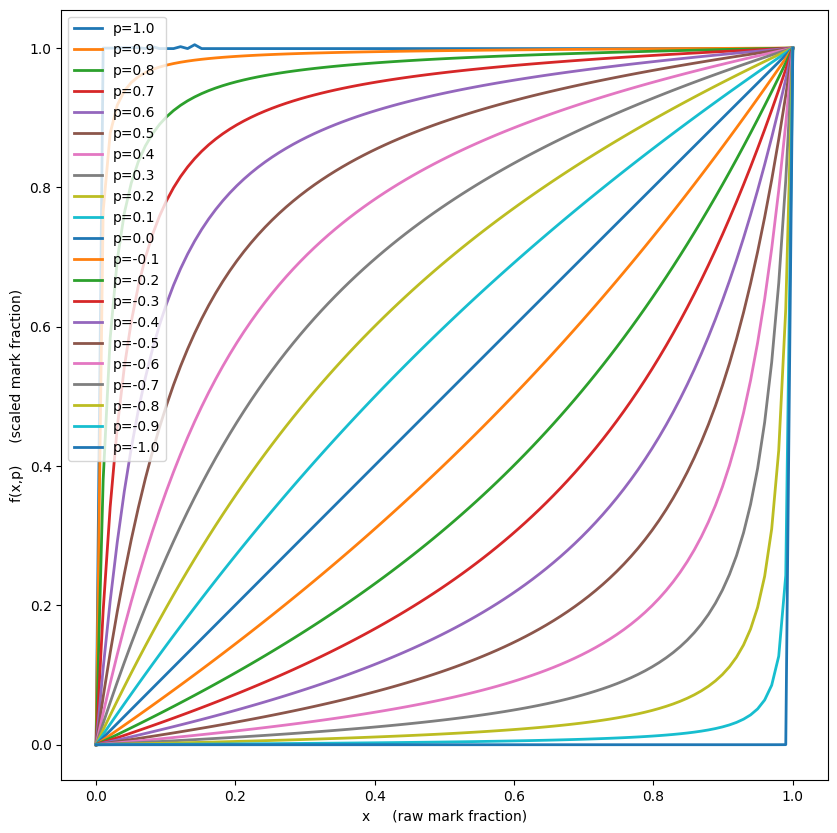 p=1.0
p=0.9
p=0.8
p=0.7
p=0.6
p=0.5
p=0.4
p=0.3
p=0.2
p=0.1
p=0.0
p=-0.1
p=-0.2
p=-0.3
p=-0.4
p=-0.5
p=-0.6
p=-0.7
p=-0.8
p=-0.9
p=-1.0
1.0
0.8
0.6
0.4
0.2
0.0
f(x,p) (scaled mark fraction)
0.0 0.2 0.4 0.6 0.8 1.0
x (raw mark fraction)